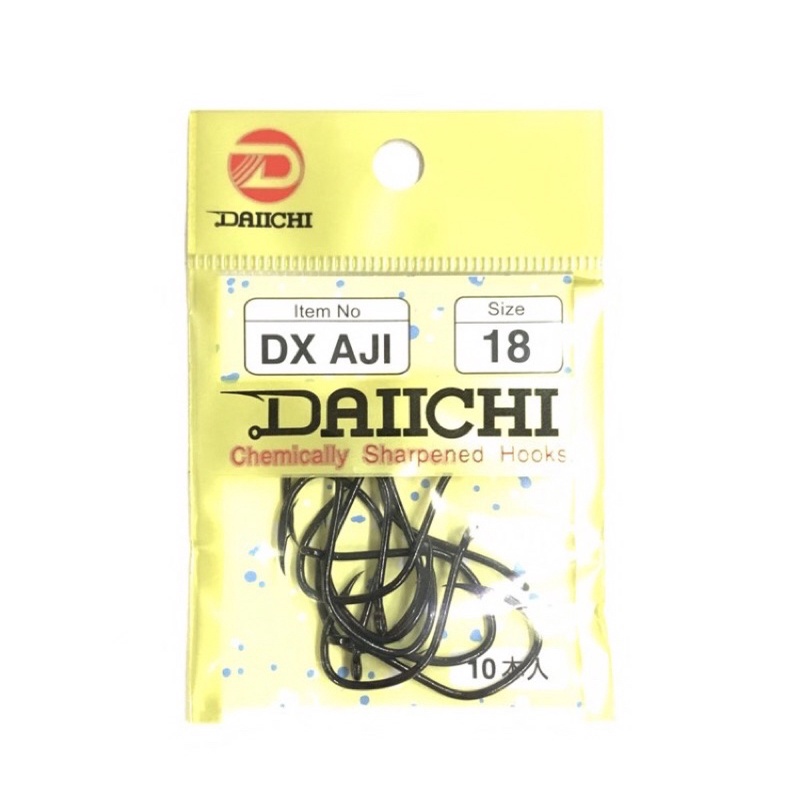 D
DAIICHI
Item No
DX AJI
Size
18
DAIICHI
Chemically Sharpened Hooks
10本入